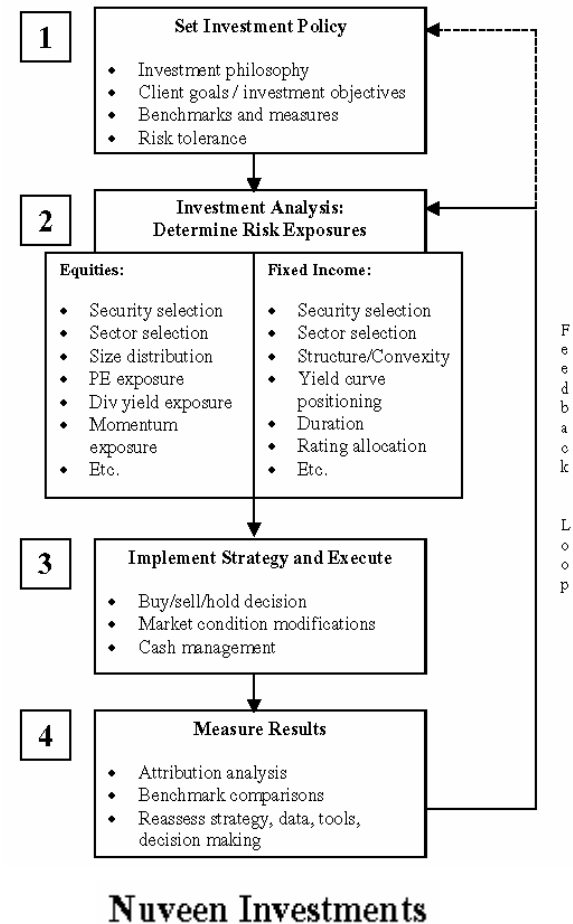 1
Set Investment Policy
• Investment philosophy
• Client goals / investment objectives
• Benchmarks and measures
• Risk tolerance
2
Investment Analysis:
Determine Risk Exposures
Equities:
• Security selection
• Sector selection
• Size distribution
• PE exposure
• Div yield exposure
• Momentum
exposure
• Etc.
Fixed Income:
• Security selection
• Sector selection
• Structure/Convexity
• Yield curve
positioning
• Duration
• Rating allocation
• Etc.
3
Implement Strategy and Execute
• Buy/sell/hold decision
• Market condition modifications
• Cash management
4
Measure Results
• Attribution analysis
• Benchmark comparisons
• Reassess strategy, data, tools,
decision making
Feedback
Loop
Nuveen Investments